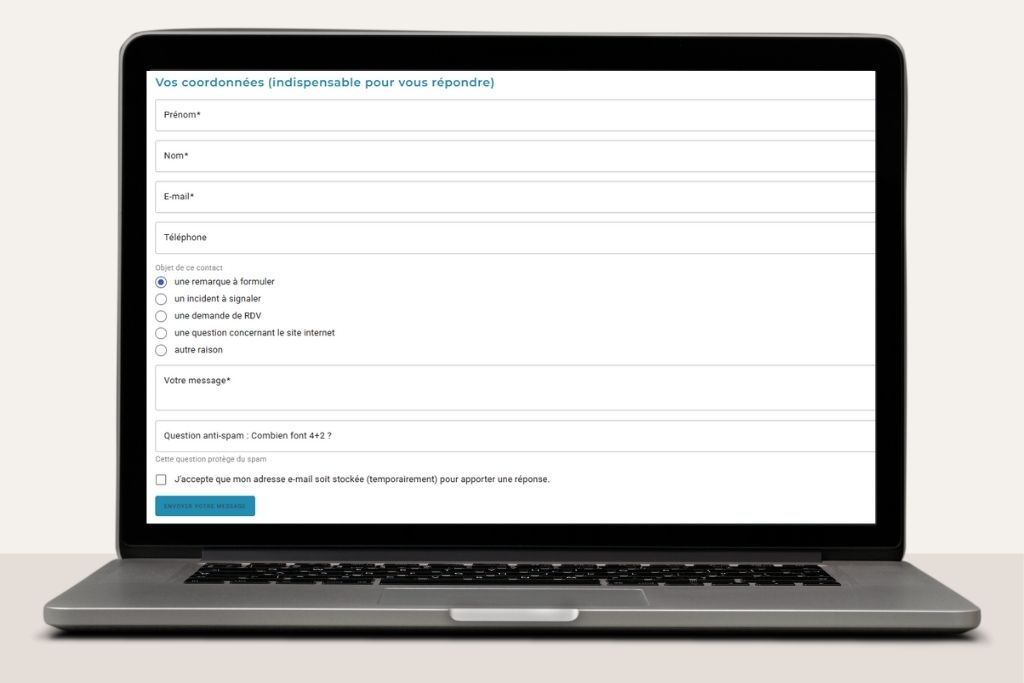 Vos coordonnées (indispensable pour vous répondre)
Prénom*
Nom*
E-mail*
Téléphone
Objet de ce contact
une remarque à formuler
un incident à signaler
une demande de RDV
une question concernant le site internet
autre raison
Votre message*
Question anti-spam : Combien font 4+2 ?
Cette question protège du spam
J'accepte que mon adresse e-mail soit stockée (temporairement) pour apporter une réponse.
ENVOYER VOTRE MESSAGE